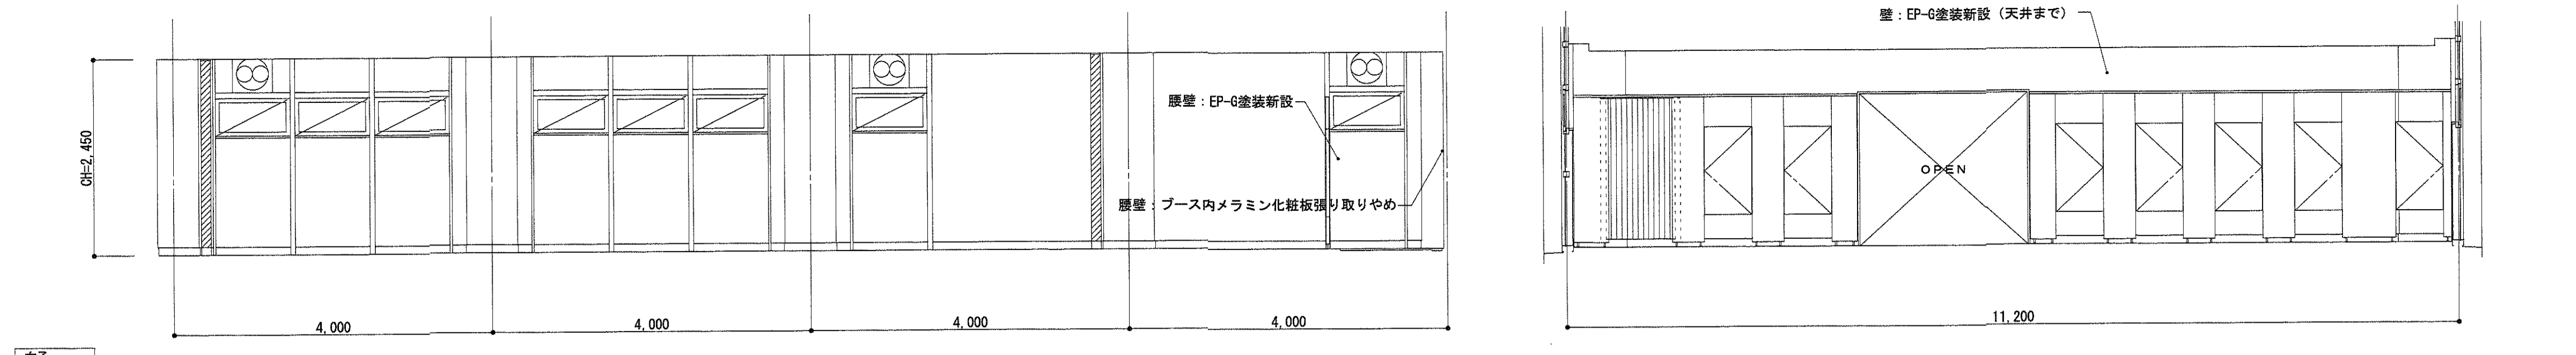 壁：EP-G塗装新設（天井まで）
腰壁：EP-G塗装新設
CH=2,450
OPEN
腰壁：ブース内メラミン化粧板張り取りやめ
4,000
4,000
4,000
4,000
11,200